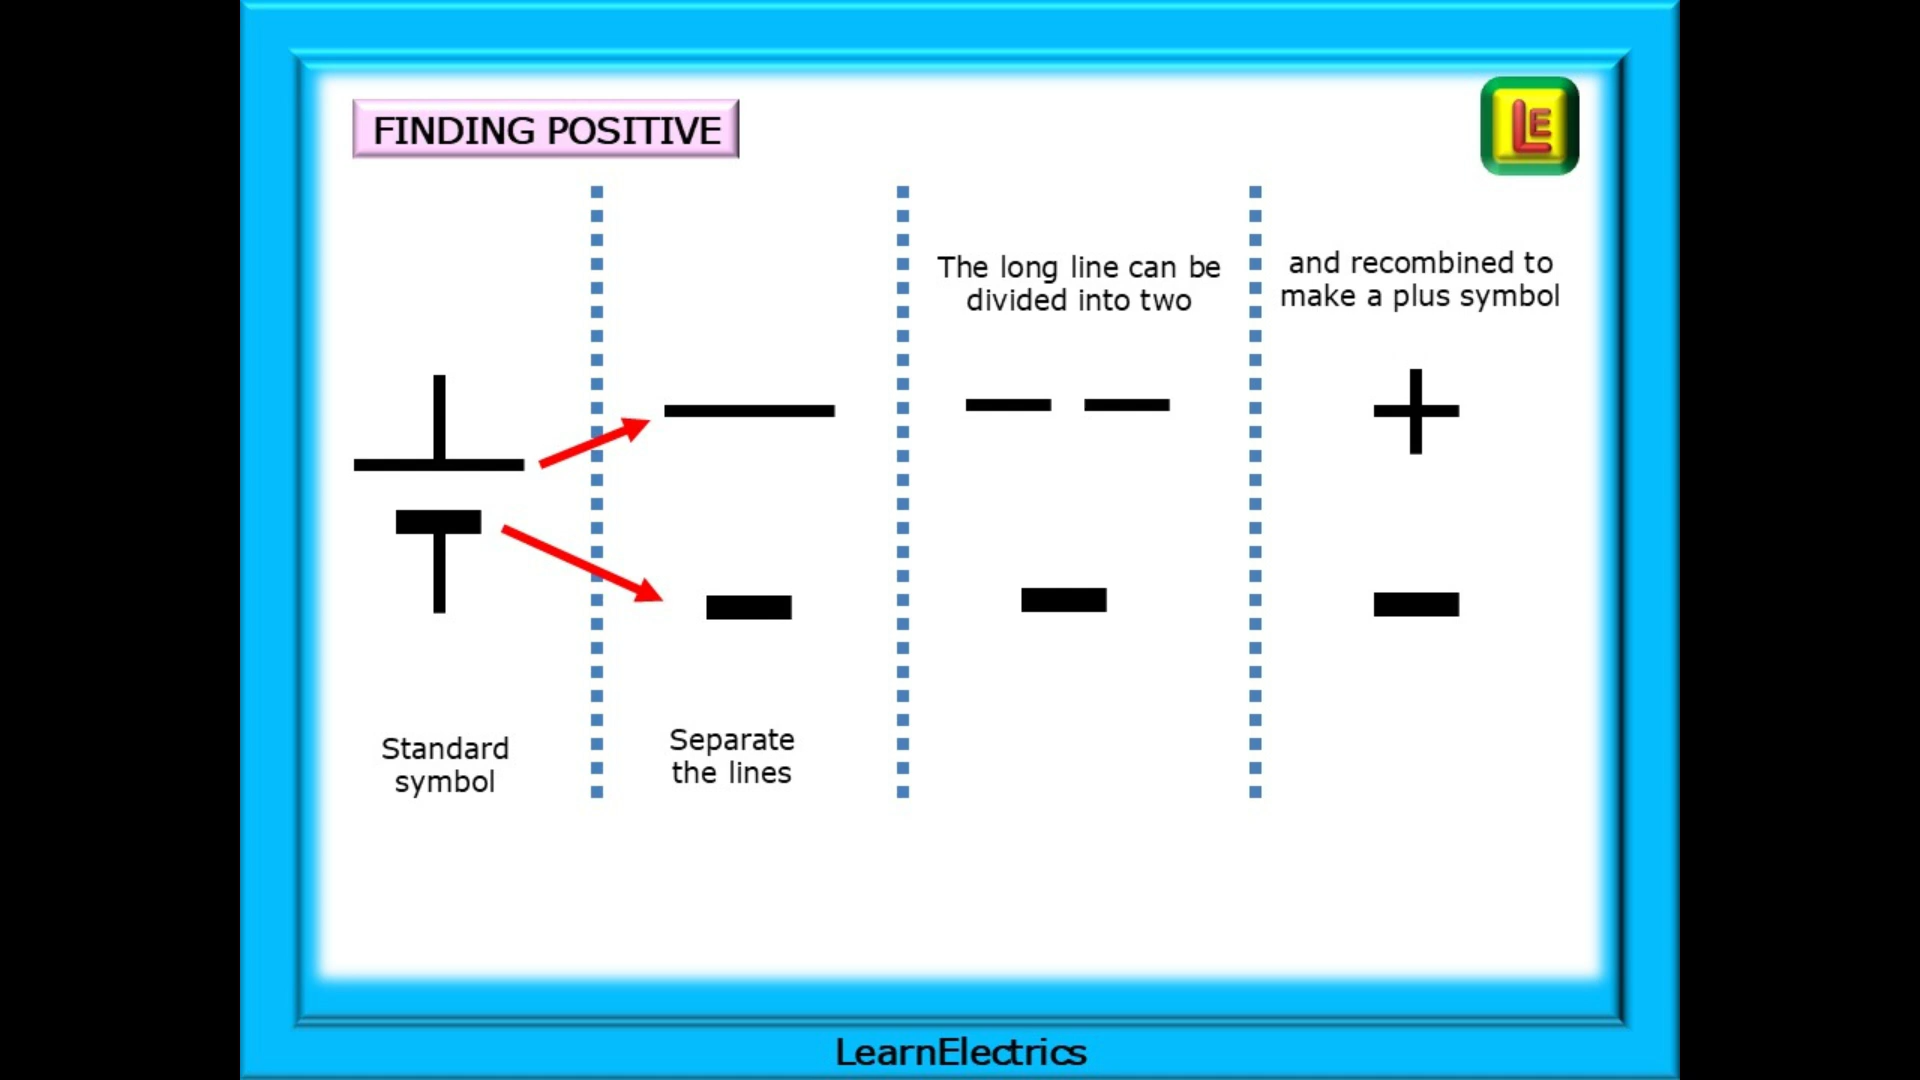 FINDING POSITIVE
LE
The long line can be
divided into two
and recombined to
make a plus symbol
Standard
symbol
Separate
the lines
LearnElectrics